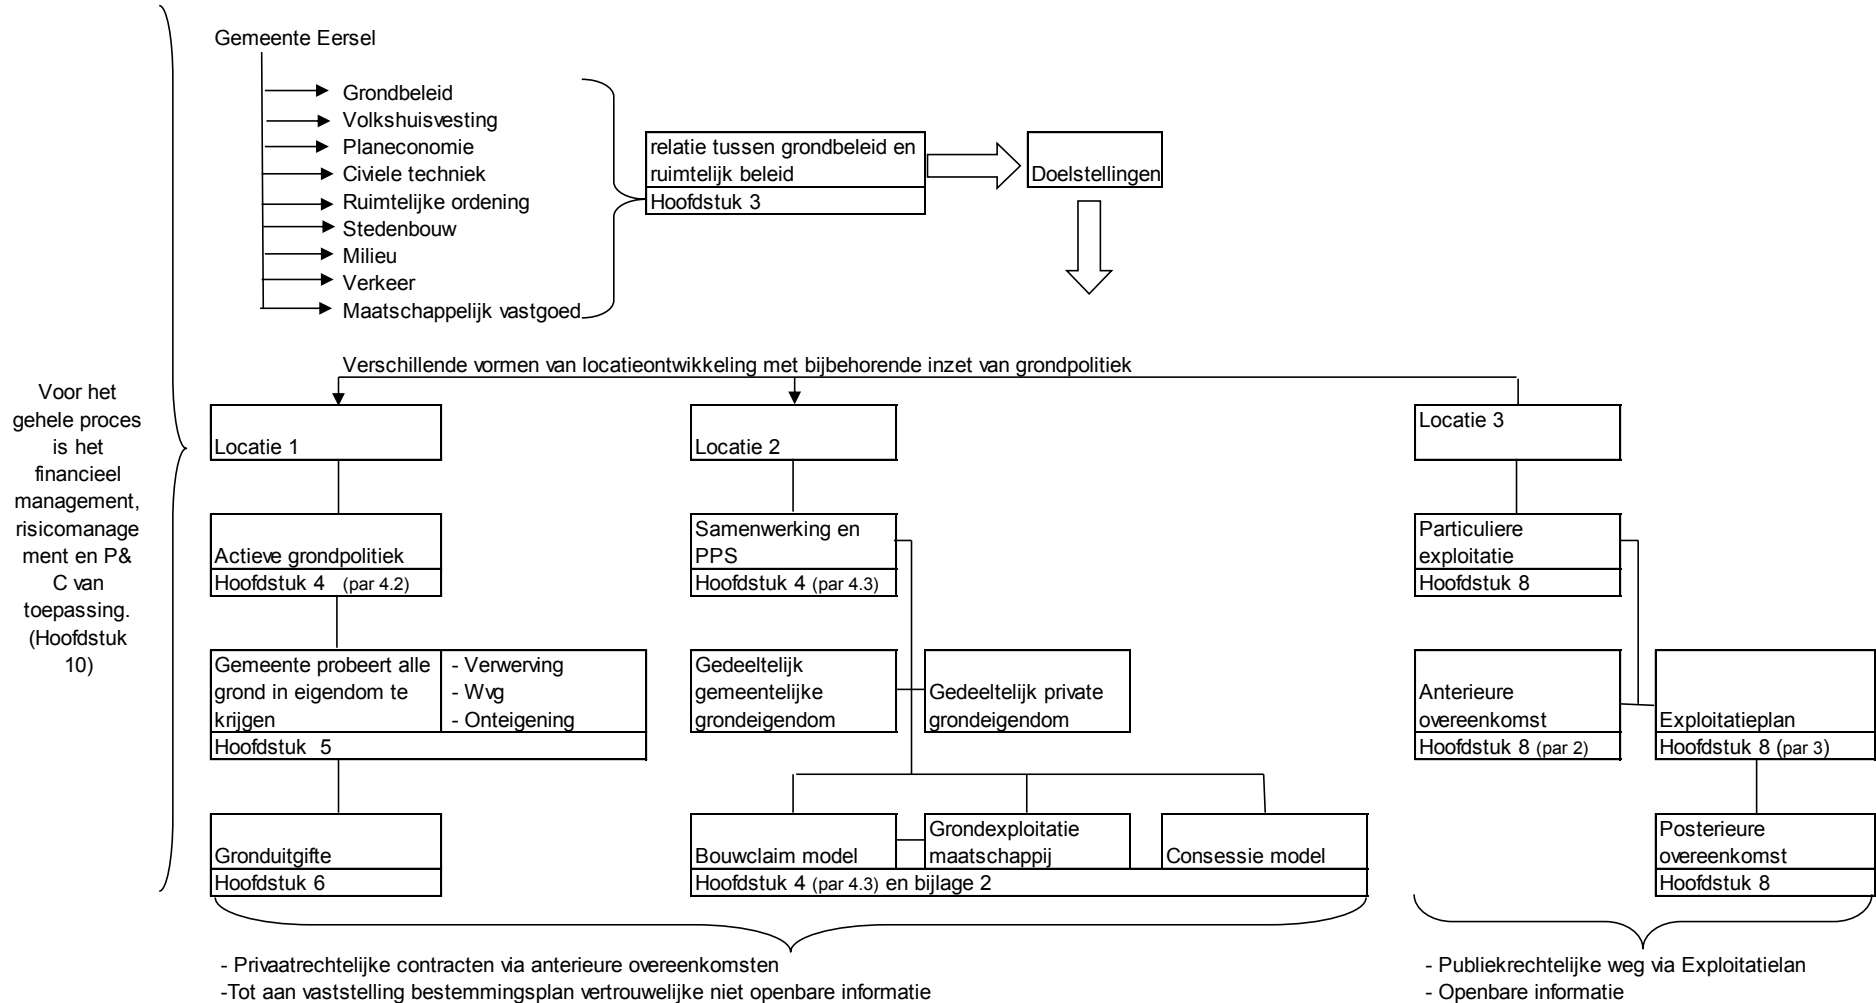 Gemeente Eersel
Grondbeleid
Volkshuisvesting
Planeconomie
Civiele techniek
Ruimtelijke ordening
Stedenbouw
Milieu
Verkeer
Maatschappelijk vastgoed
relatie tussen grondbeleid en
ruimtelijk beleid
Hoofdstuk 3
Doelstellingen
Voor het
gehele proces
is het
financieel
management,
risicomanage
ment en P&
C van
toepassing.
(Hoofdstuk
10)
Verschillende vormen van locatieontwikkeling met bijbehorende inzet van grondpolitiek
Locatie 1
Actieve grondpolitiek
Hoofdstuk 4 (par 4.2)
Gemeente probeert alle
grond in eigendom te
krijgen
- Verwerving
- Wvg
- Onteigening
Hoofdstuk 5
Gronduitgifte
Hoofdstuk 6
Locatie 2
Samenwerking en
PPS
Hoofdstuk 4 (par 4.3)
Gedeeltelijk
gemeentelijke
grondeigendom
Gedeeltelijk private
grondeigendom
Bouwclaim model
Grondexploitatie
maatschappij
Consessie model
Hoofdstuk 4 (par 4.3) en bijlage 2
Locatie 3
Particuliere
exploitatie
Hoofdstuk 8
Anterieure
overeenkomst
Hoofdstuk 8 (par 2)
Exploitatieplan
Hoofdstuk 8 (par 3)
Posterieure
overeenkomst
Hoofdstuk 8
- Privaatrechtelijke contracten via anterieure overeenkomsten
-Tot aan vaststelling bestemmingsplan vertrouwelijke niet openbare informatie
- Publiekrechtelijke weg via Exploitatielan
- Openbare informatie